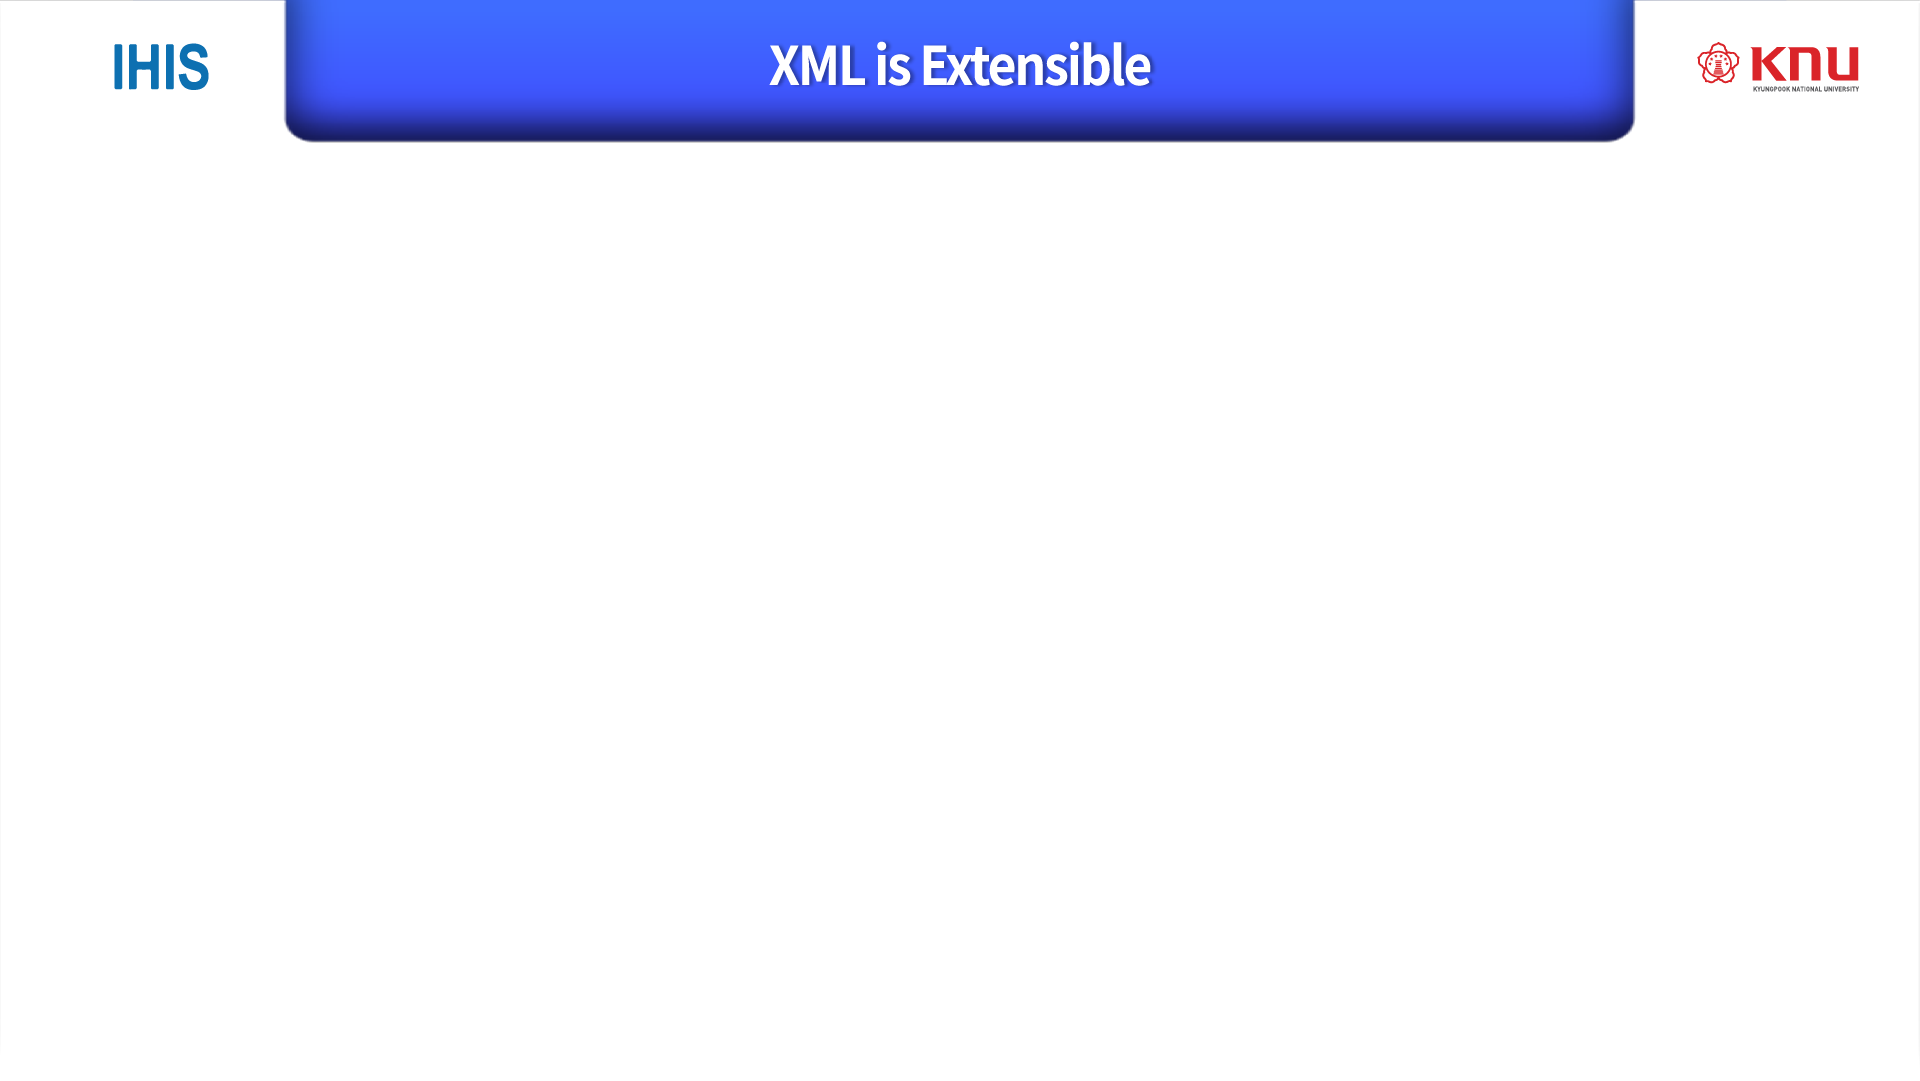 IHIS
XML is Extensible
KNU
KYUNGPOOK NATIONAL UNIVERSITY